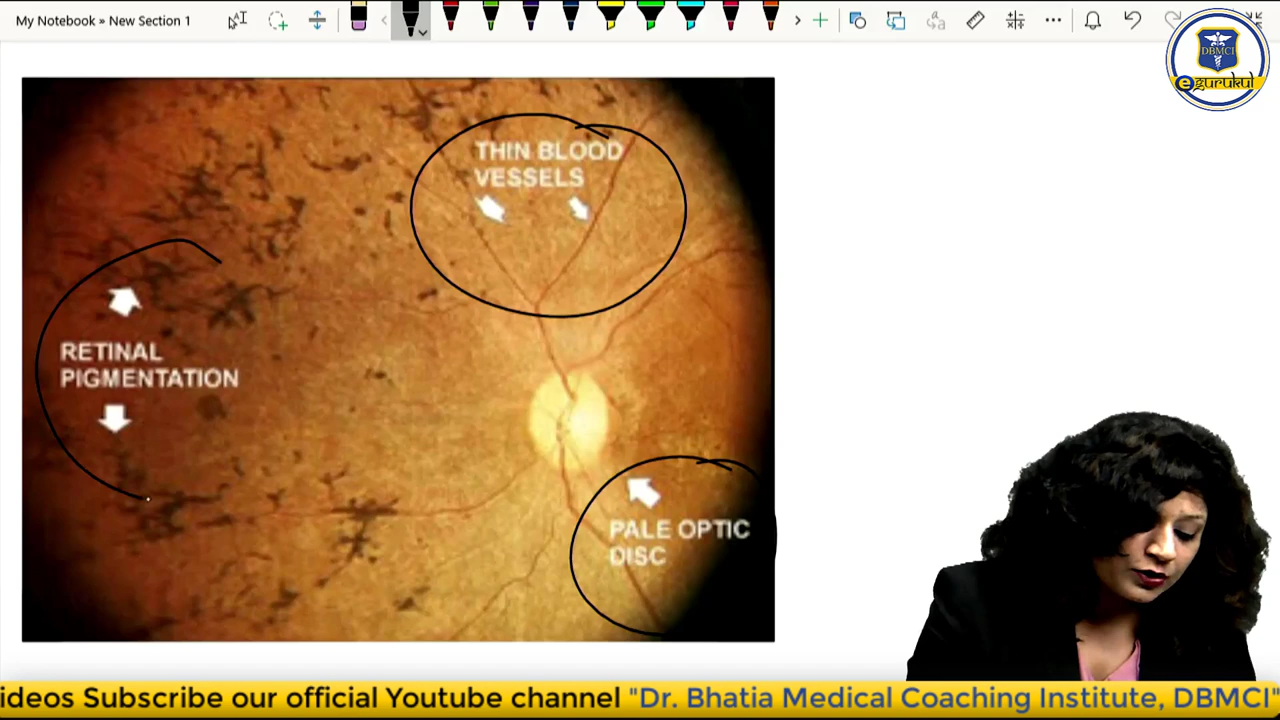 My Notebook » New Section 1
DBMCI
eGurukul
THIN BLOOD
VESSELS
RETINAL
PIGMENTATION
PALE OPTIC
DISC
ideos Subscribe our official Youtube channel "Dr. Bhatia Medical Coaching Institute, DBMCI"